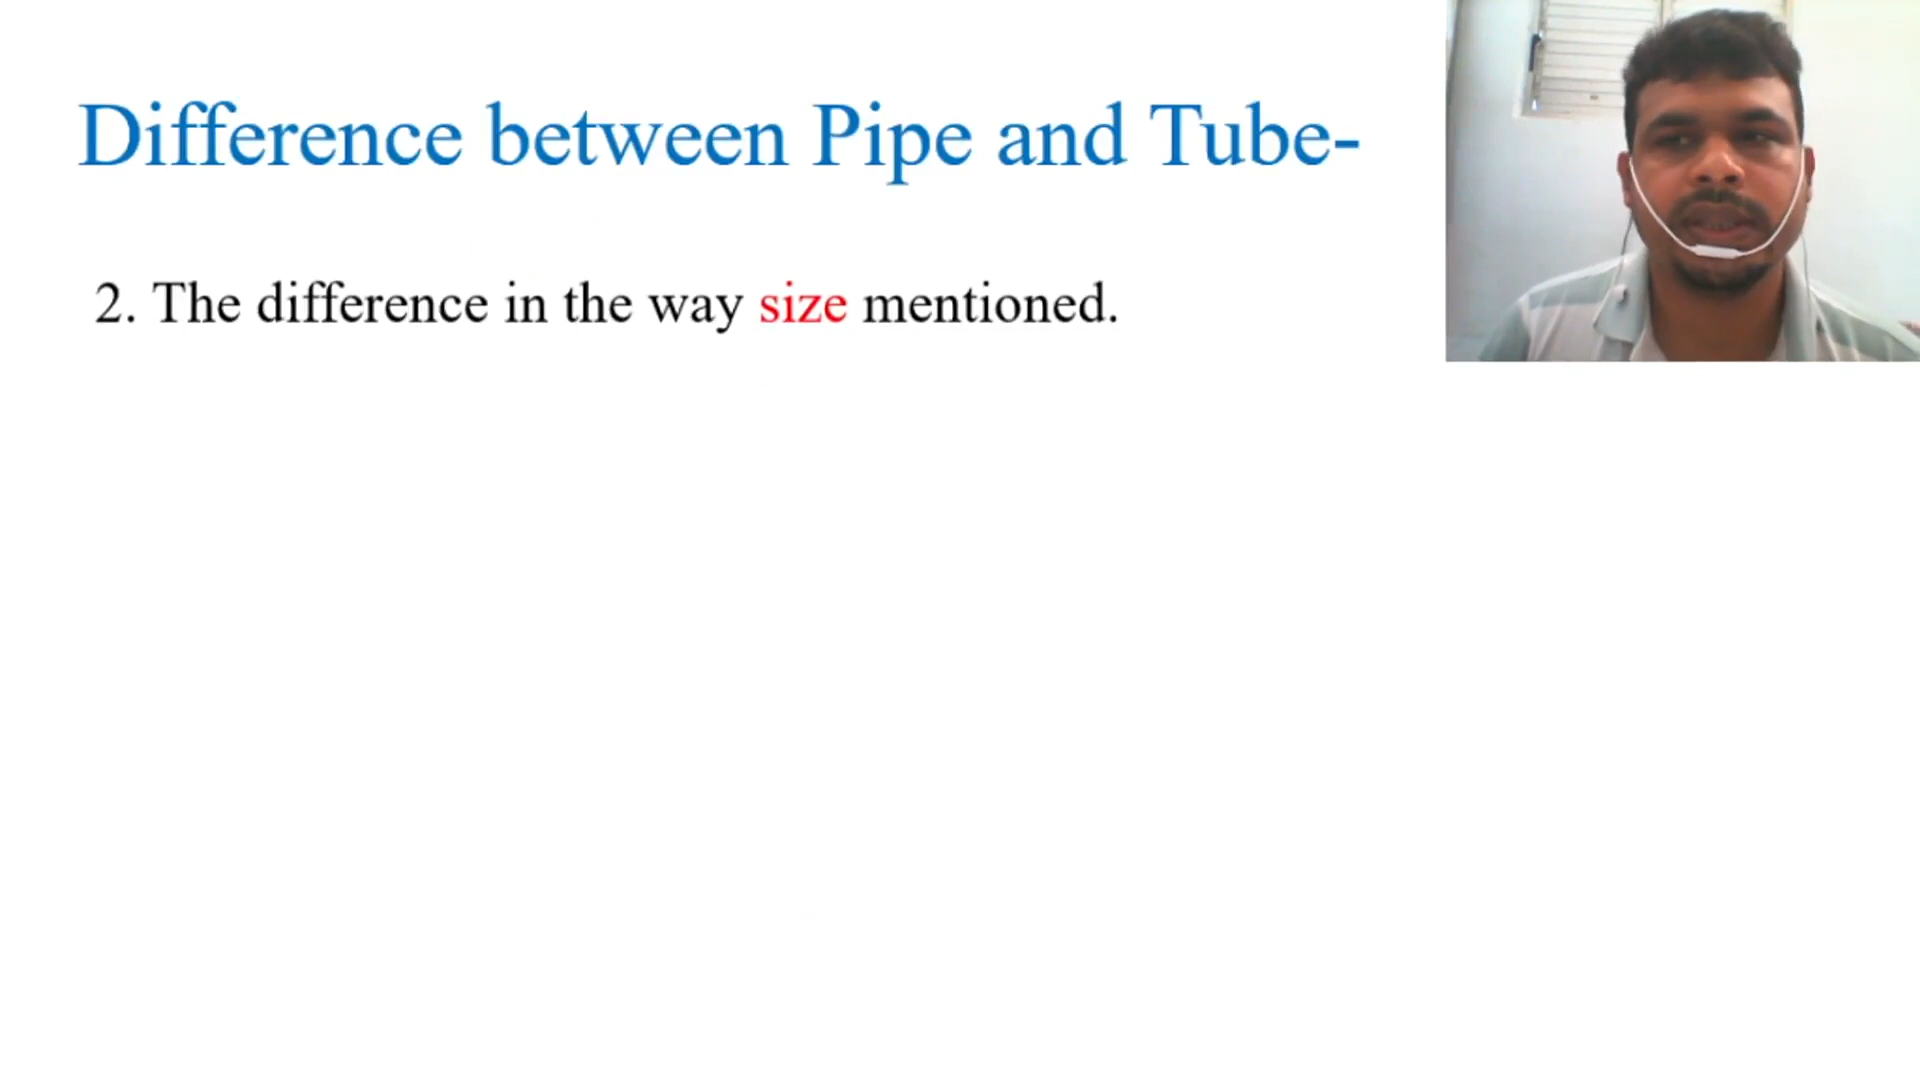 Difference between Pipe and Tube-
2. The difference in the way size mentioned.